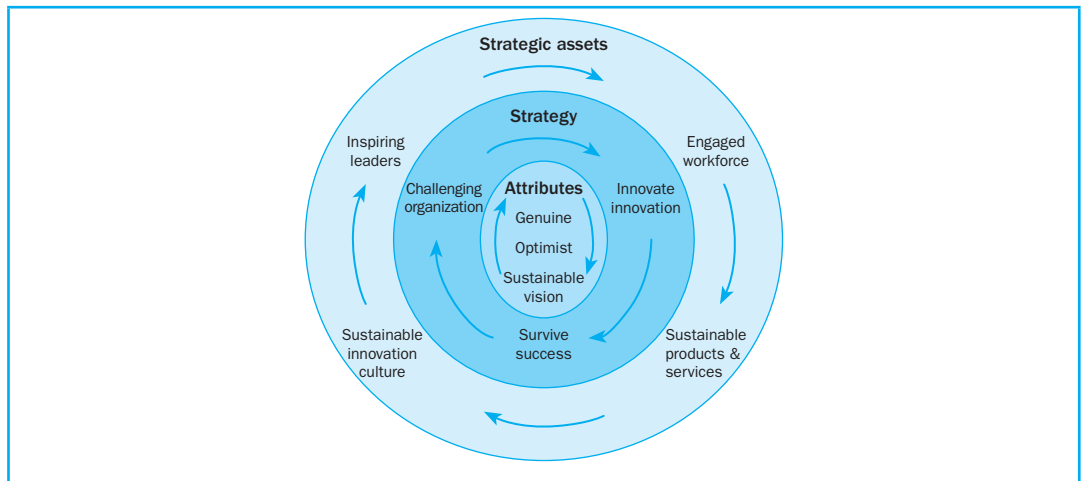 Strategic assets
Strategy
Inspiring
leaders
Engaged
workforce
Challenging
organization
Attributes
Genuine
Optimist
Sustainable
vision
Innovate
innovation
Survive
success
Sustainable
innovation
culture
Sustainable
products &
services